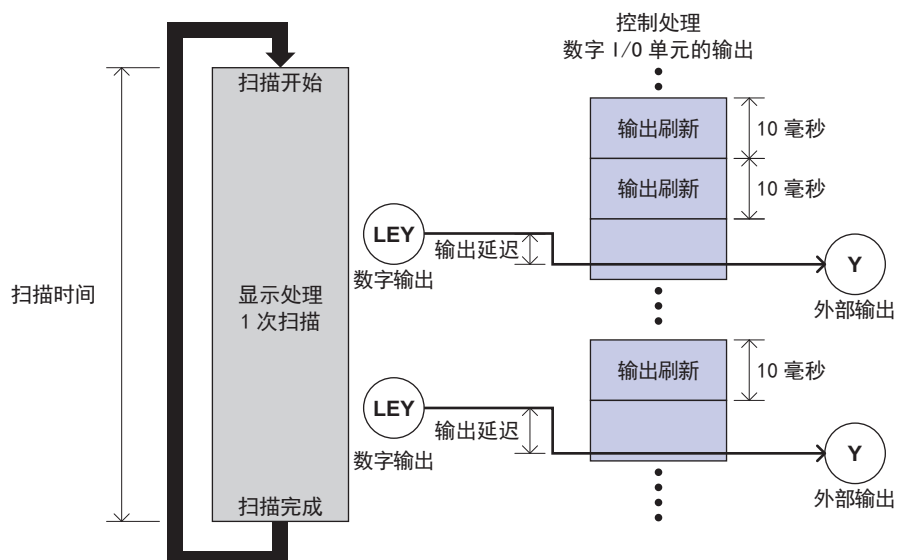 控制处理
数字 I/O 单元的输出
扫描开始
输出刷新
10 毫秒
输出刷新
10 毫秒
LEY
输出延迟
数字输出
Y
外部输出
扫描时间
显示处理
1 次扫描
输出刷新
10 毫秒
LEY
输出延迟
数字输出
Y
外部输出
扫描完成